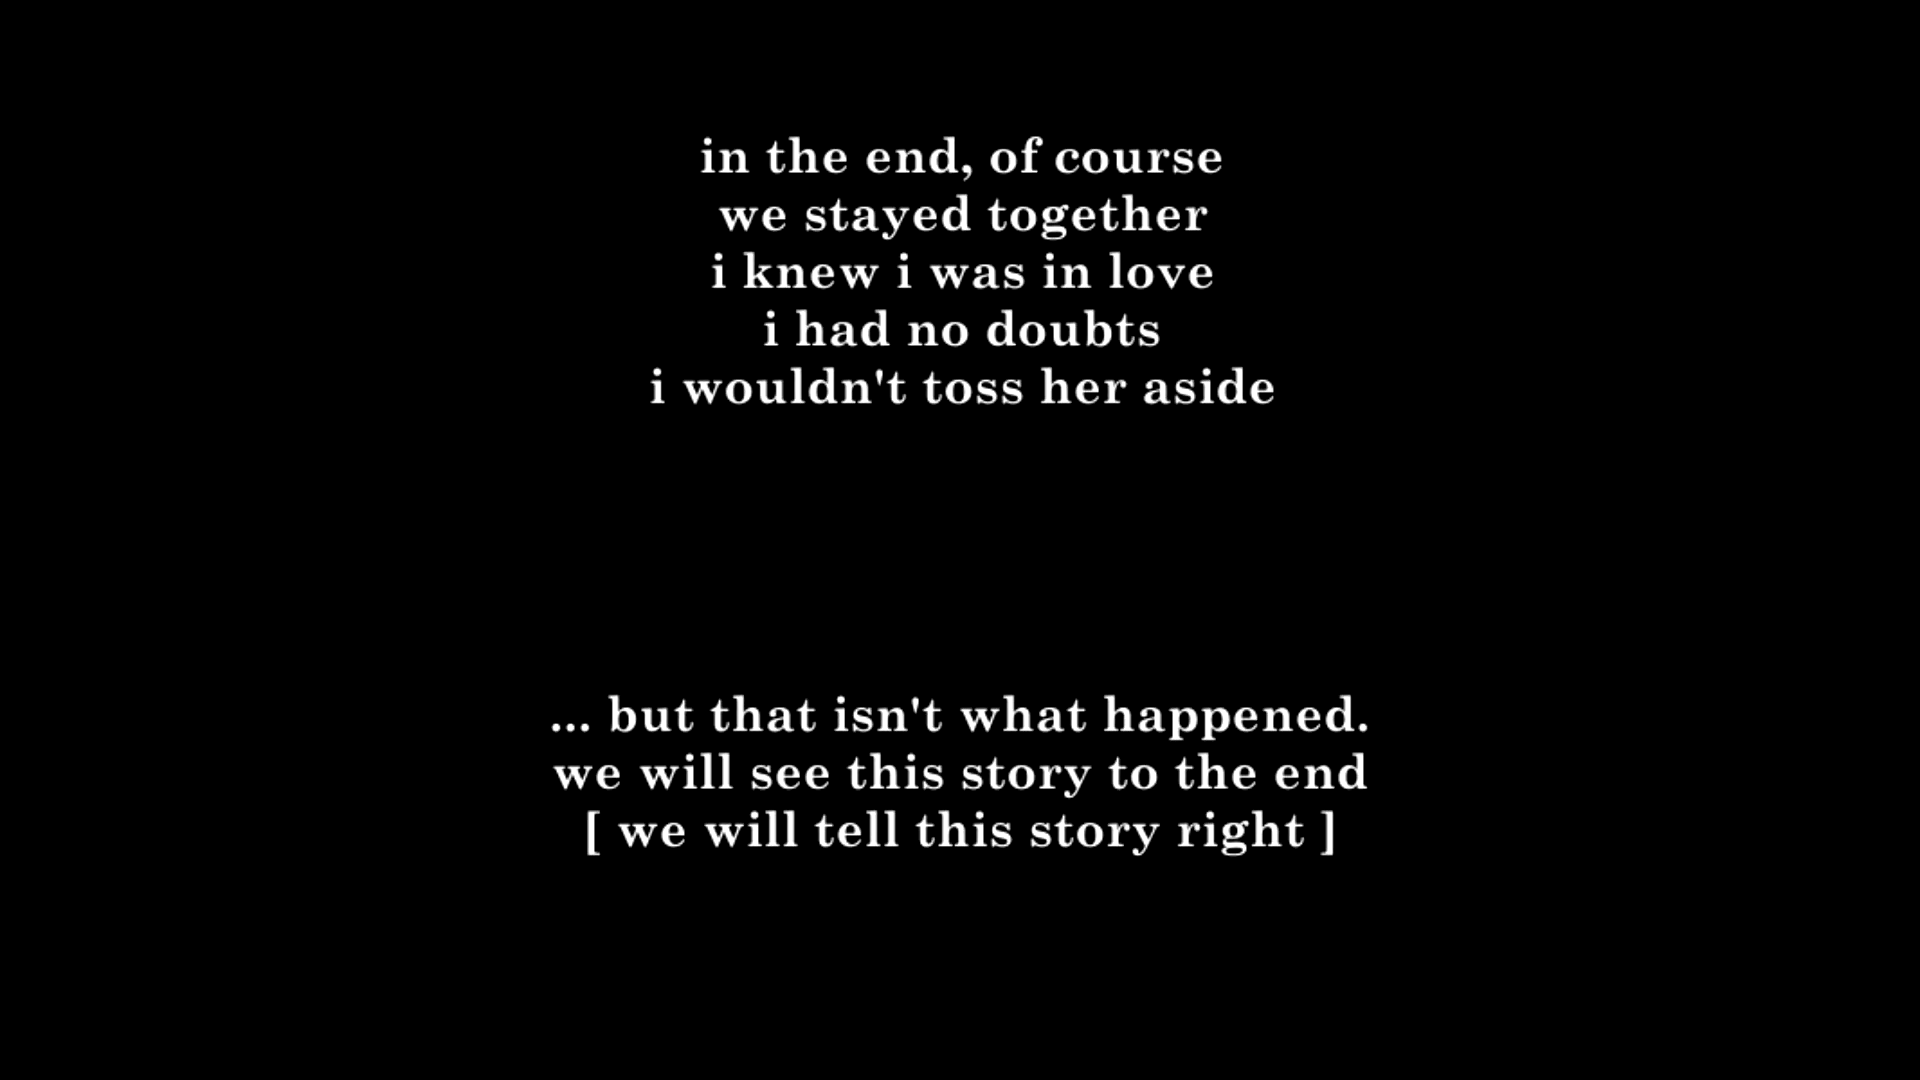 in the end, of course
we stayed together
i knew i was in love
i had no doubts
i wouldn't toss her aside
... but that isn't what happened.
we will see this story to the end
[ we will tell this story right ]